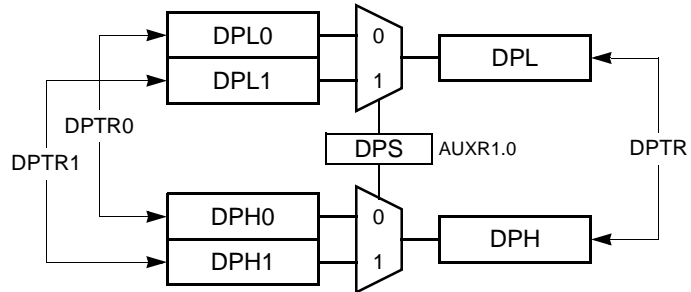 DPL0
0
DPL
DPL1
1
DPTR0
DPS
AUXR1.0
DPTR
DPTR1
DPH0
0
DPH
DPH1
1